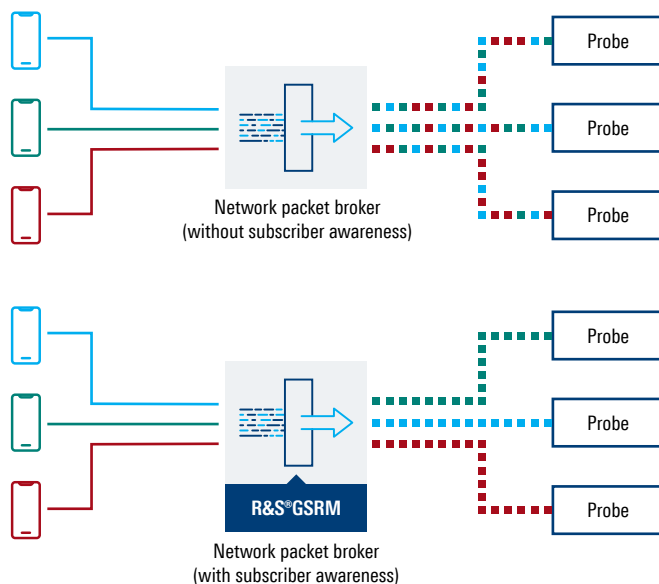 Probe
Probe
Probe
Network packet broker
(without subscriber awareness)
Probe
Probe
Probe
R&S®GSRM
Network packet broker
(with subscriber awareness)